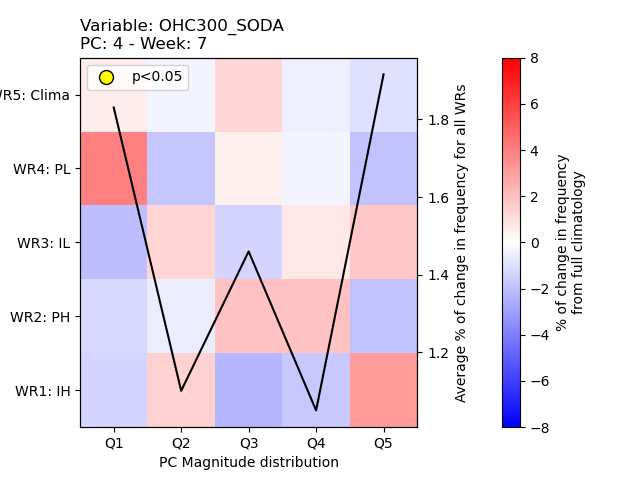 Variable: OHC300_SODA
PC: 4 - Week: 7
p<0.05
WR5: Clima
WR4: PL
WR3: IL
WR2: PH
WR1: IH
Q1 Q2 Q3 Q4 Q5
PC Magnitude distribution
1.8
1.6
1.4
1.2
Average % of change in frequency for all WRs
8
6
4
2
0
−2
−4
−6
−8
% of change in frequency
from full climatology